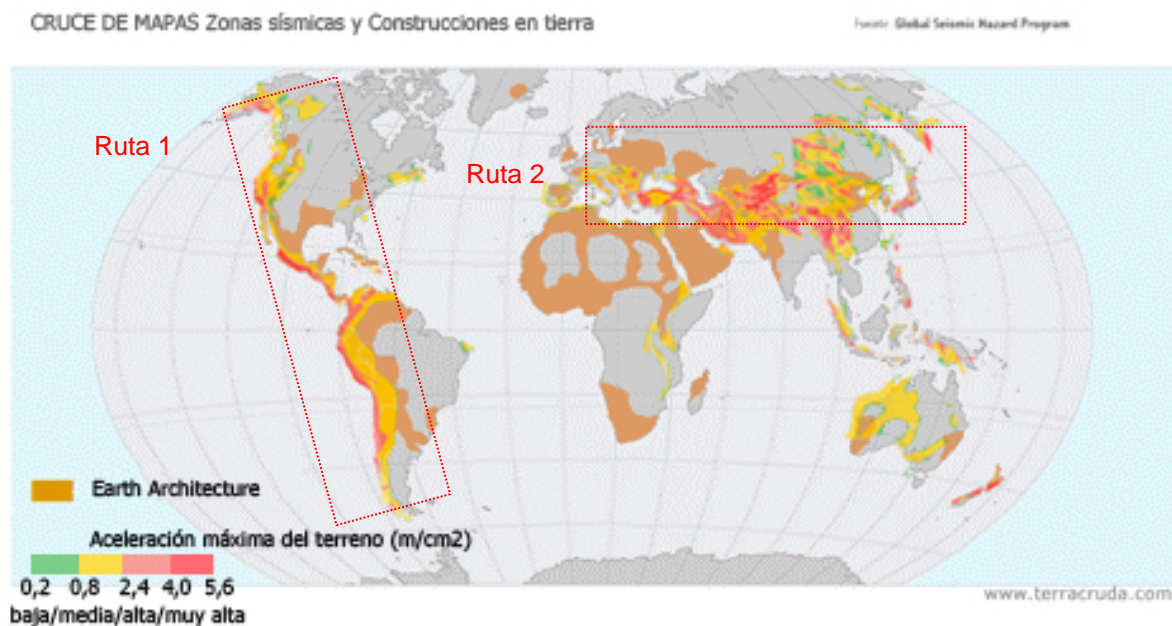 CRUCE DE MAPAS Zonas sísmicas y Construcciones en tierra
Fuente: Global Seismic Hazard Program
Ruta 1
Ruta 2
Earth Architecture
Aceleración máxima del terreno (m/cm2)
0,2 0,8 2,4 4,0 5,6
baja/media/alta/muy alta
www.terracruda.com